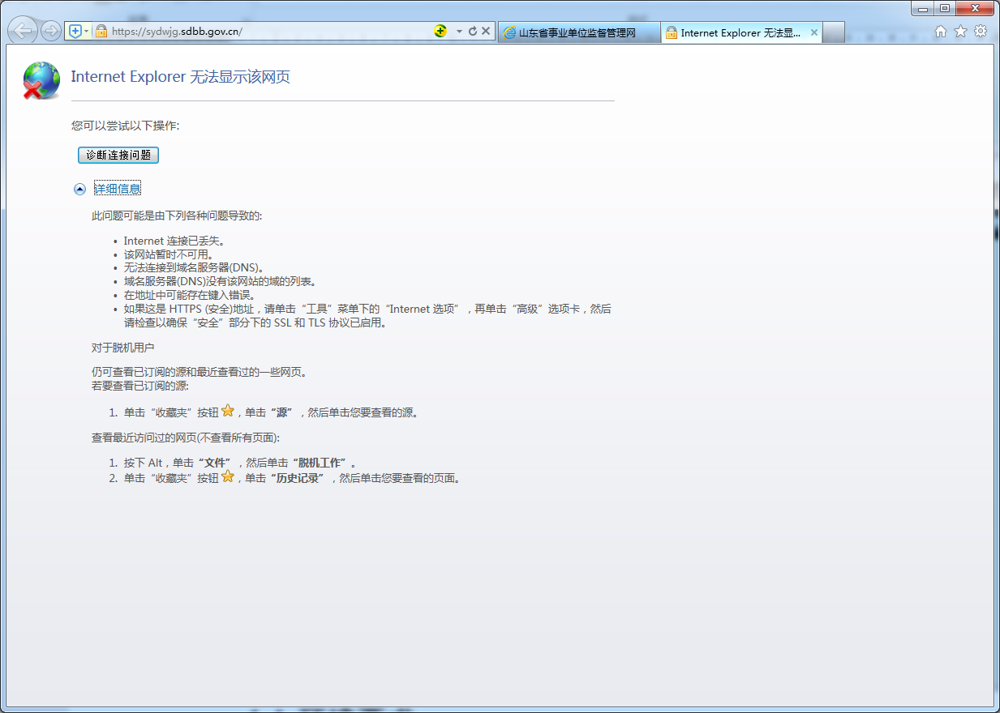 https://sydwjg.sdbb.gov.cn/
山东省事业单位监督管理网
Internet Explorer 无法显...
Internet Explorer 无法显示该网页
您可以尝试以下操作:
诊断连接问题
详细信息
此问题可能是由下列各种问题导致的:
• Internet 连接已丢失。
• 该网站暂时不可用。
• 无法连接到域名服务器(DNS)。
• 域名服务器(DNS)没有该网站的域的列表。
• 在地址中可能存在键入错误。
• 如果这是 HTTPS (安全)地址，请单击“工具”菜单下的“Internet 选项”，再单击“高级”选项卡，然后
请检查以确保“安全”部分下的 SSL 和 TLS 协议已启用。
对于脱机用户
仍可查看已订阅的源和最近查看过的一些网页。
若要查看已订阅的源:
1. 单击“收藏夹”按钮，单击“源”，然后单击您要查看的源。
查看最近访问过的网页(不查看所有页面):
1. 按下 Alt，单击“文件”，然后单击“脱机工作”。
2. 单击“收藏夹”按钮，单击“历史记录”，然后单击您要查看的页面。